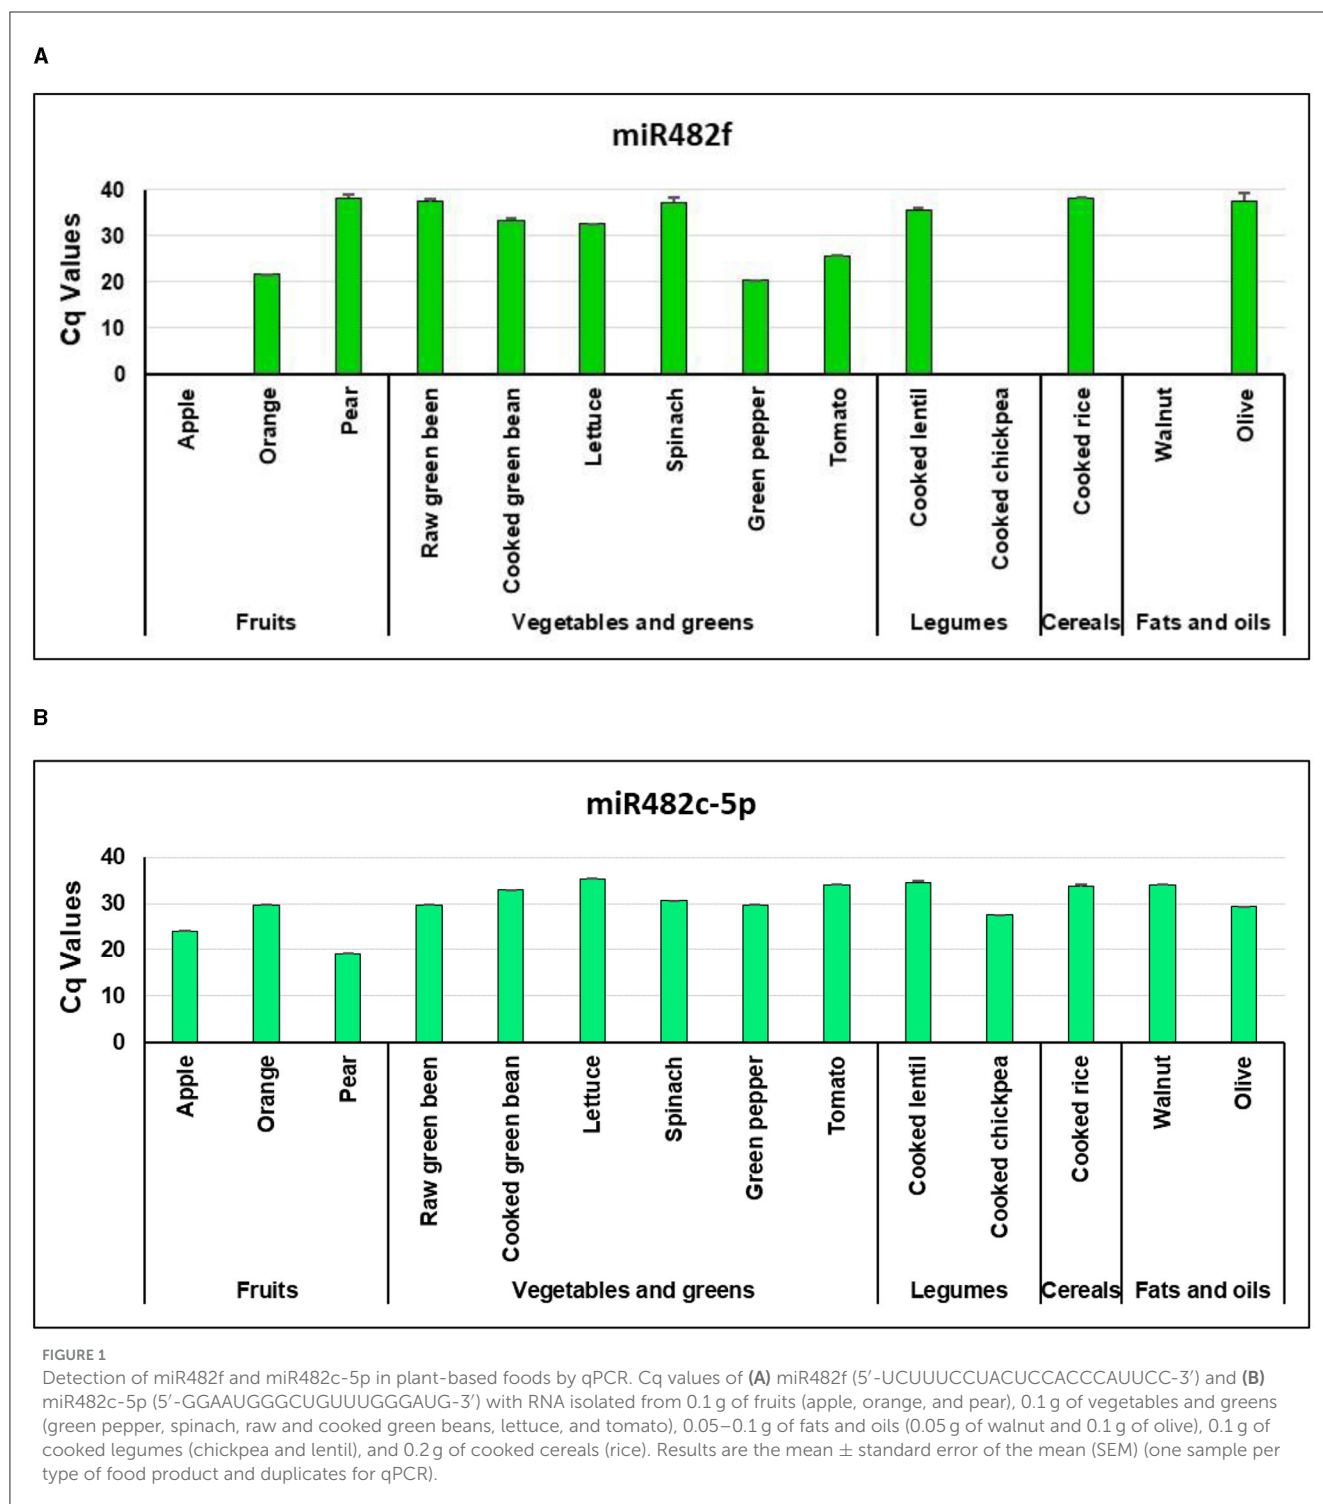 A
miR482f
Cq Values
40
30
20
10
0
Apple
Orange
Pear
Raw green been
Cooked green bean
Lettuce
Spinach
Green pepper
Tomato
Cooked lentil
Cooked chickpea
Cooked rice
Walnut
Olive
Fruits
Vegetables and greens
Legumes
Cereals
Fats and oils
B
miR482c-5p
Cq Values
40
30
20
10
0
Apple
Orange
Pear
Raw green been
Cooked green bean
Lettuce
Spinach
Green pepper
Tomato
Cooked lentil
Cooked chickpea
Cooked rice
Walnut
Olive
Fruits
Vegetables and greens
Legumes
Cereals
Fats and oils
FIGURE 1
Detection of miR482f and miR482c-5p in plant-based foods by qPCR. Cq values of (A) miR482f (5′-UCUUUCCUACUCCACCCAUUCC-3′) and (B)
miR482c-5p (5′-GGAAUGGGCUGUUUGGGAUG-3′) with RNA isolated from 0.1 g of fruits (apple, orange, and pear), 0.1 g of vegetables and greens
(green pepper, spinach, raw and cooked green beans, lettuce, and tomato), 0.05–0.1 g of fats and oils (0.05 g of walnut and 0.1 g of olive), 0.1 g of
cooked legumes (chickpea and lentil), and 0.2 g of cooked cereals (rice). Results are the mean ± standard error of the mean (SEM) (one sample per
type of food product and duplicates for qPCR).